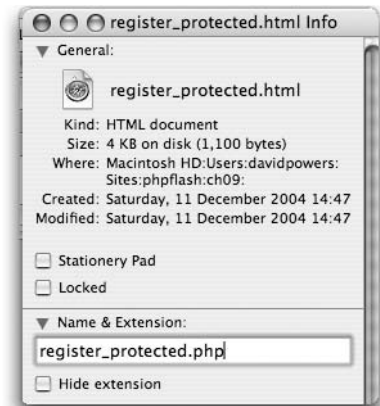 register_protected.html Info
General:
register_protected.html
Kind: HTML document
Size: 4 KB on disk (1,100 bytes)
Where: Macintosh HD:Users:davidpowers:
Sites:phpflash:ch09:
Created: Saturday, 11 December 2004 14:47
Modified: Saturday, 11 December 2004 14:47
Stationery Pad
Locked
Name & Extension:
register_protected.php
Hide extension